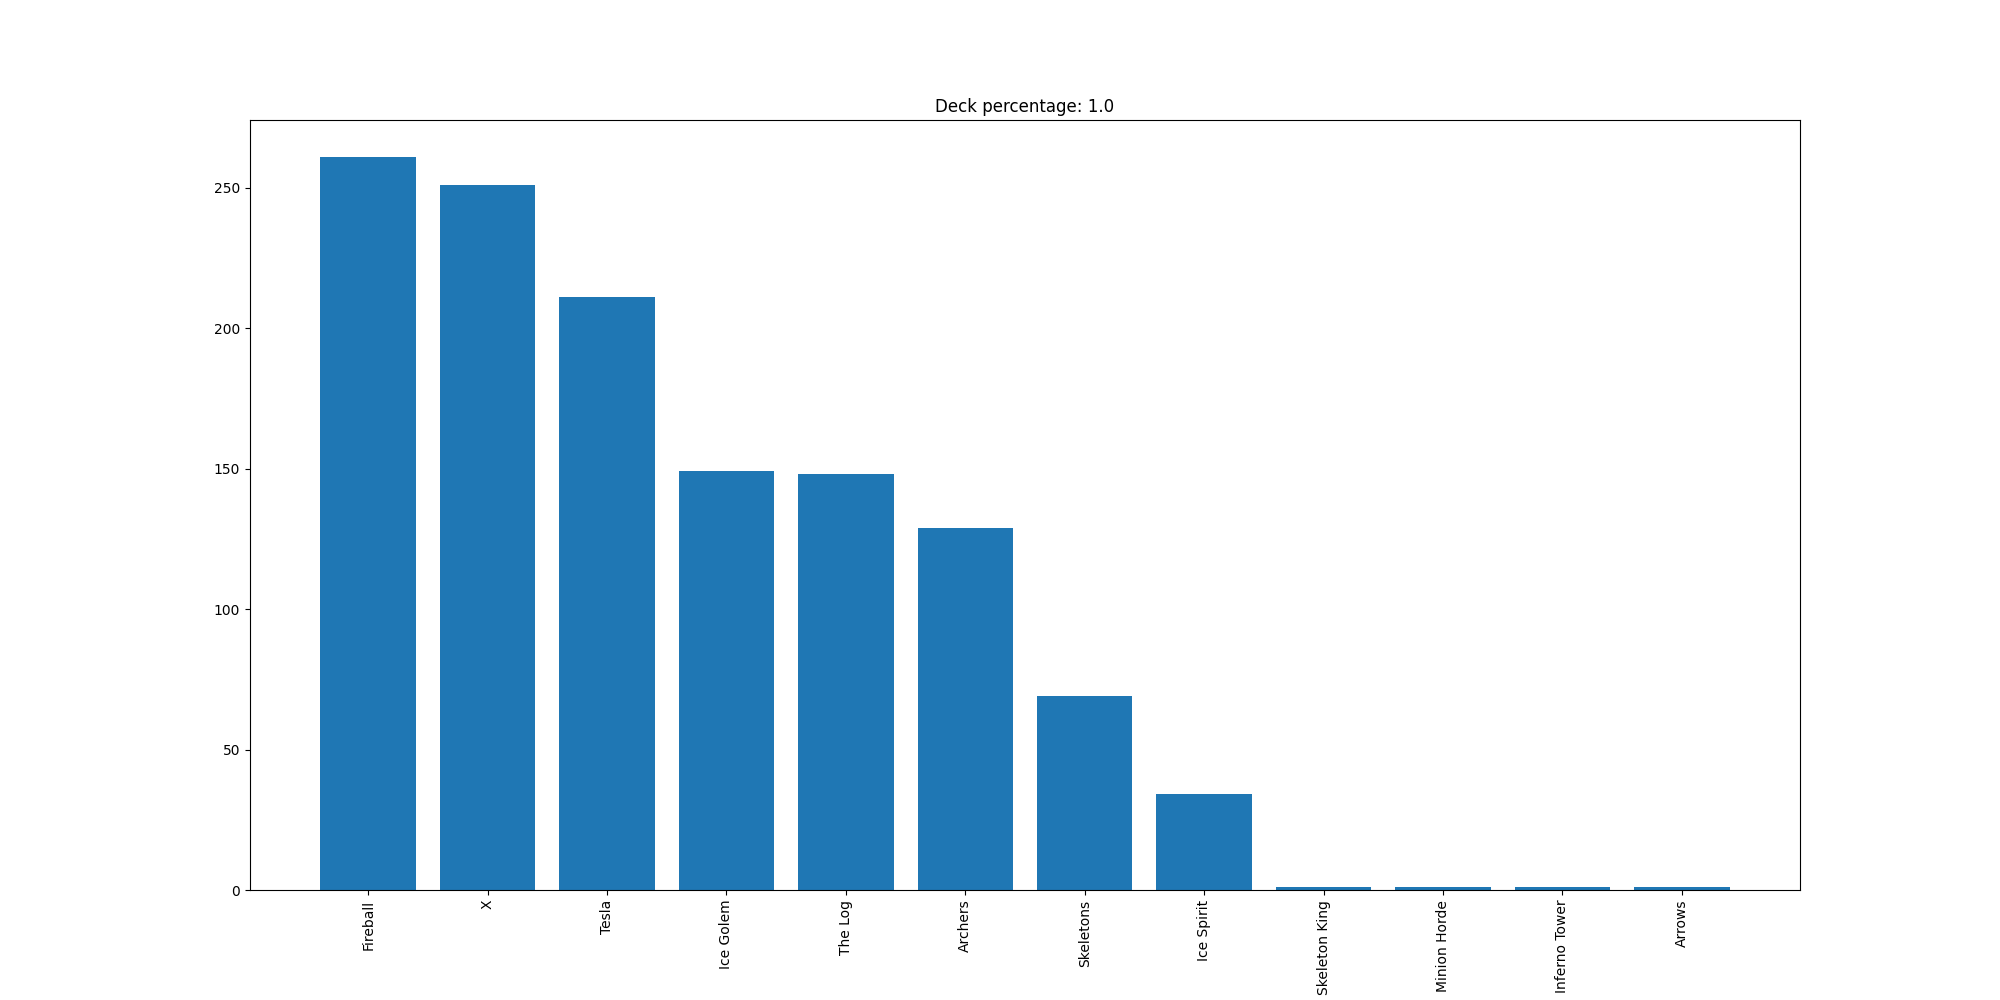 Deck percentage: 1.0
250
200
150
100
50
0
Fireball
X
Tesla
Ice Golem
The Log
Archers
Skeletons
Ice Spirit
Skeleton King
Minion Horde
Inferno Tower
Arrows